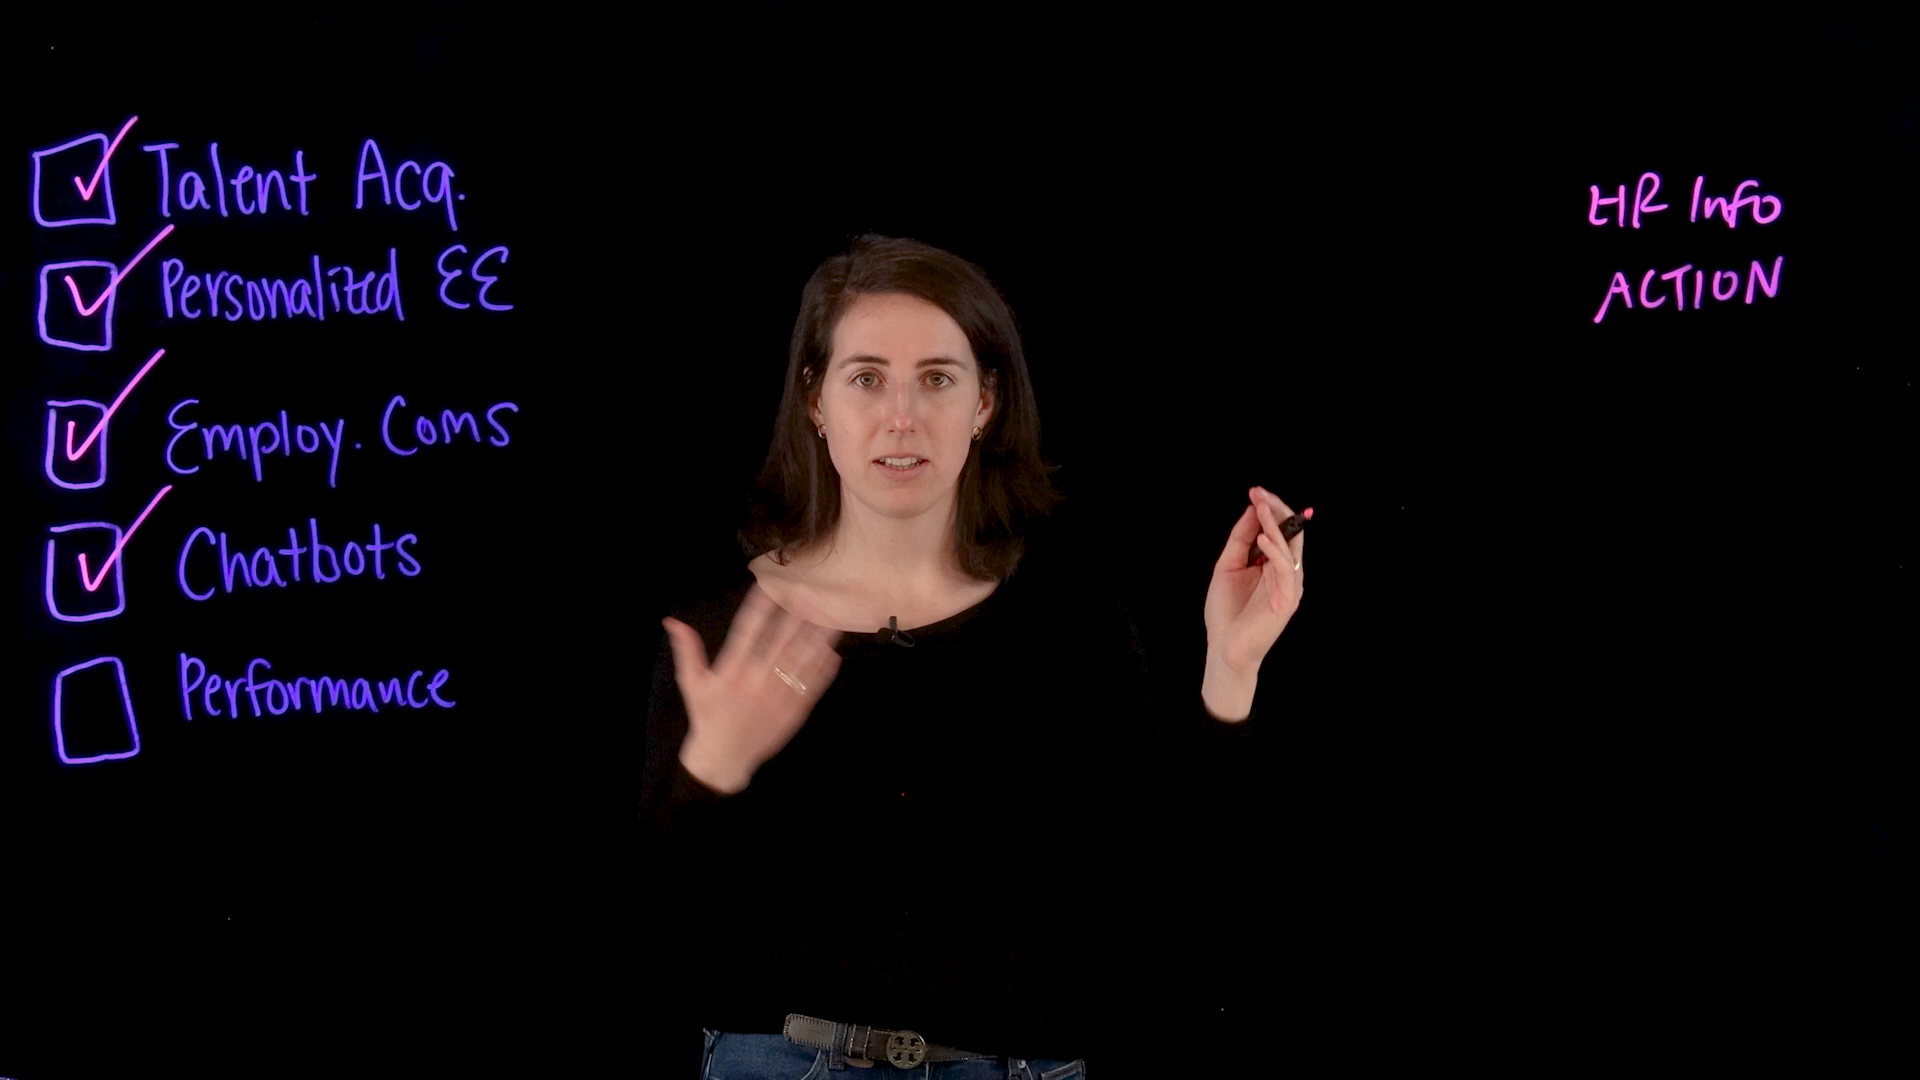 Talent Acq.
Personalized EE
Employ. Coms
Chatbots
Performance
HR Info
ACTION